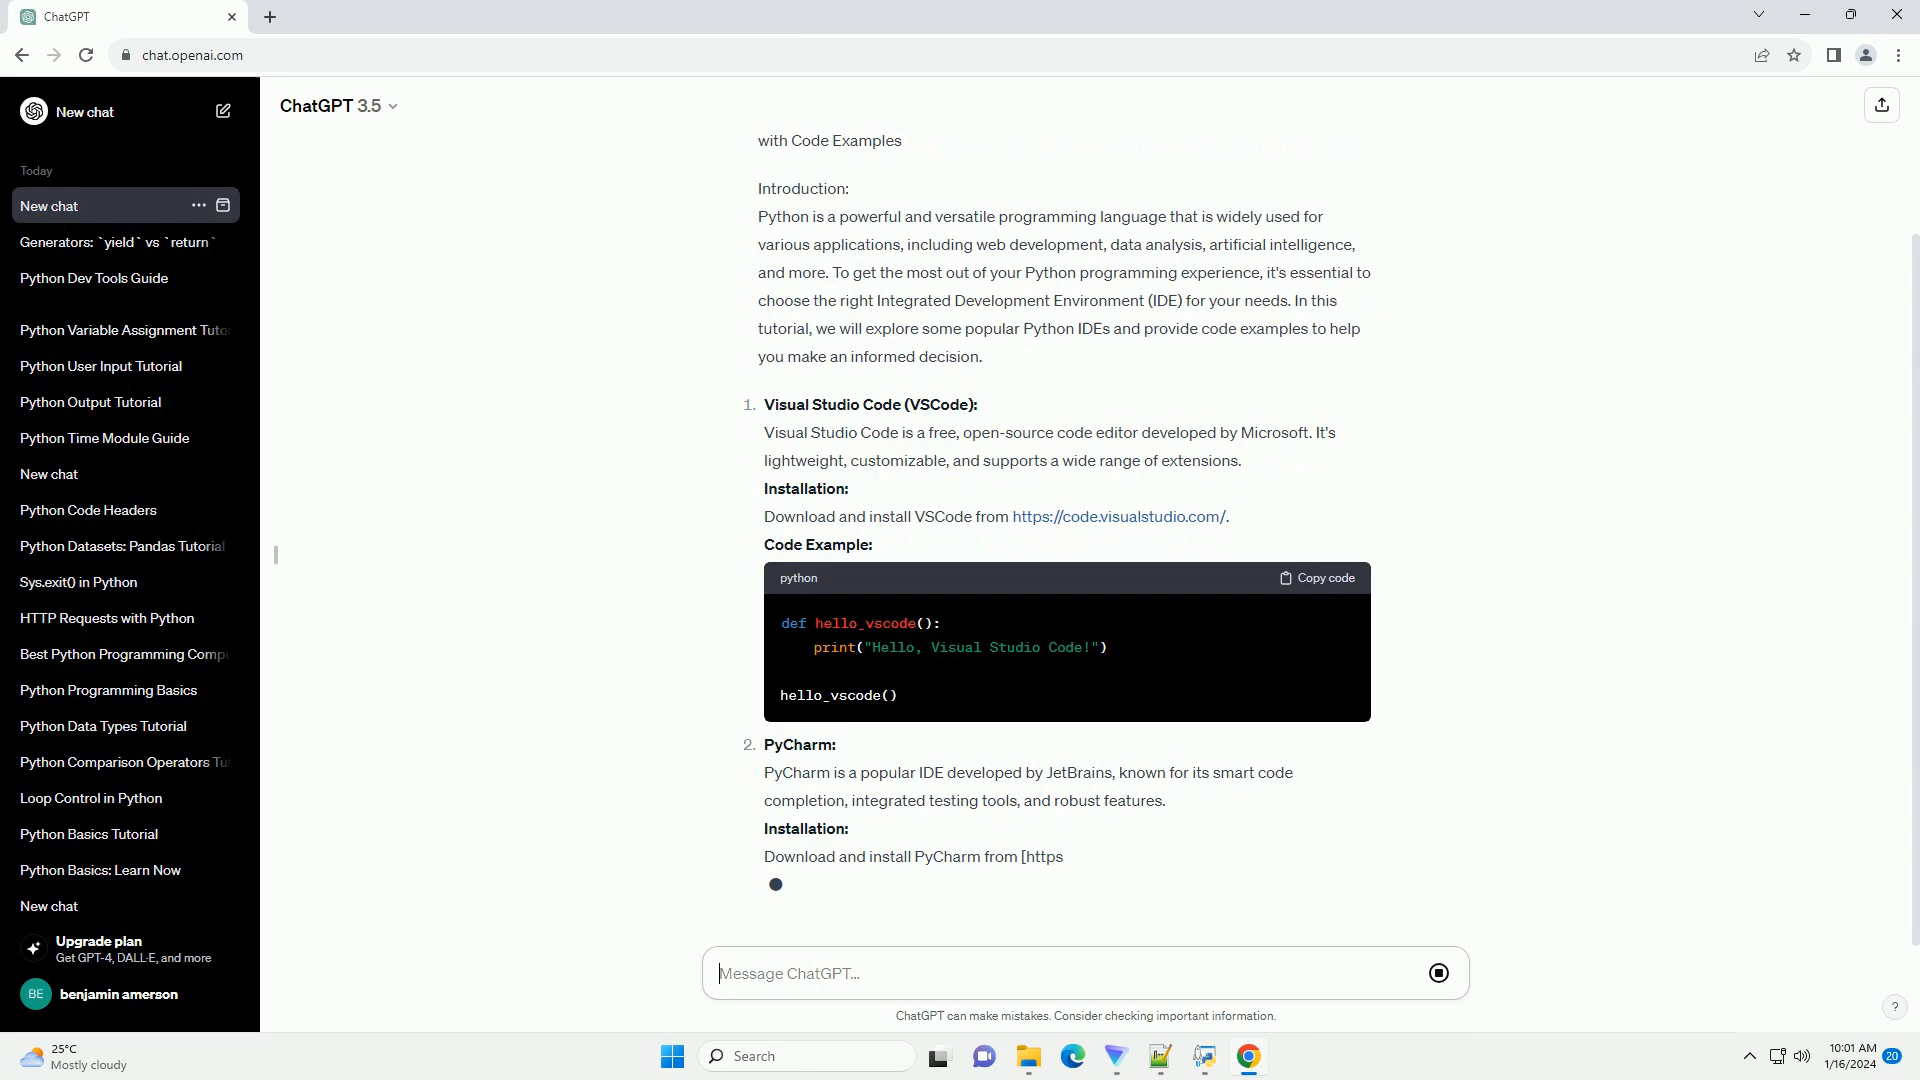 ChatGPT
chat.openai.com
New chat
ChatGPT 3.5
Today
New chat
Generators: `yield` vs `return`
Python Dev Tools Guide
Python Variable Assignment Tuto
Python User Input Tutorial
Python Output Tutorial
Python Time Module Guide
New chat
Python Code Headers
Python Datasets: Pandas Tutorial
Sys.exit() in Python
HTTP Requests with Python
Best Python Programming Compu
Python Programming Basics
Python Data Types Tutorial
Python Comparison Operators Tu
Loop Control in Python
Python Basics Tutorial
Python Basics: Learn Now
New chat
Upgrade plan
Get GPT-4, DALL·E, and more
BE benjamin amerson
with Code Examples
Introduction:
Python is a powerful and versatile programming language that is widely used for
various applications, including web development, data analysis, artificial intelligence,
and more. To get the most out of your Python programming experience, it's essential to
choose the right Integrated Development Environment (IDE) for your needs. In this
tutorial, we will explore some popular Python IDEs and provide code examples to help
you make an informed decision.
1. Visual Studio Code (VSCode):
Visual Studio Code is a free, open-source code editor developed by Microsoft. It's
lightweight, customizable, and supports a wide range of extensions.
Installation:
Download and install VSCode from https://code.visualstudio.com/.
Code Example:
python Copy code
def hello_vscode():
print("Hello, Visual Studio Code!")
hello_vscode()
2. PyCharm:
PyCharm is a popular IDE developed by JetBrains, known for its smart code
completion, integrated testing tools, and robust features.
Installation:
Download and install PyCharm from [https
Message ChatGPT...
ChatGPT can make mistakes. Consider checking important information.
?
25°C
Mostly cloudy
Search
10:01 AM
1/16/2024
20